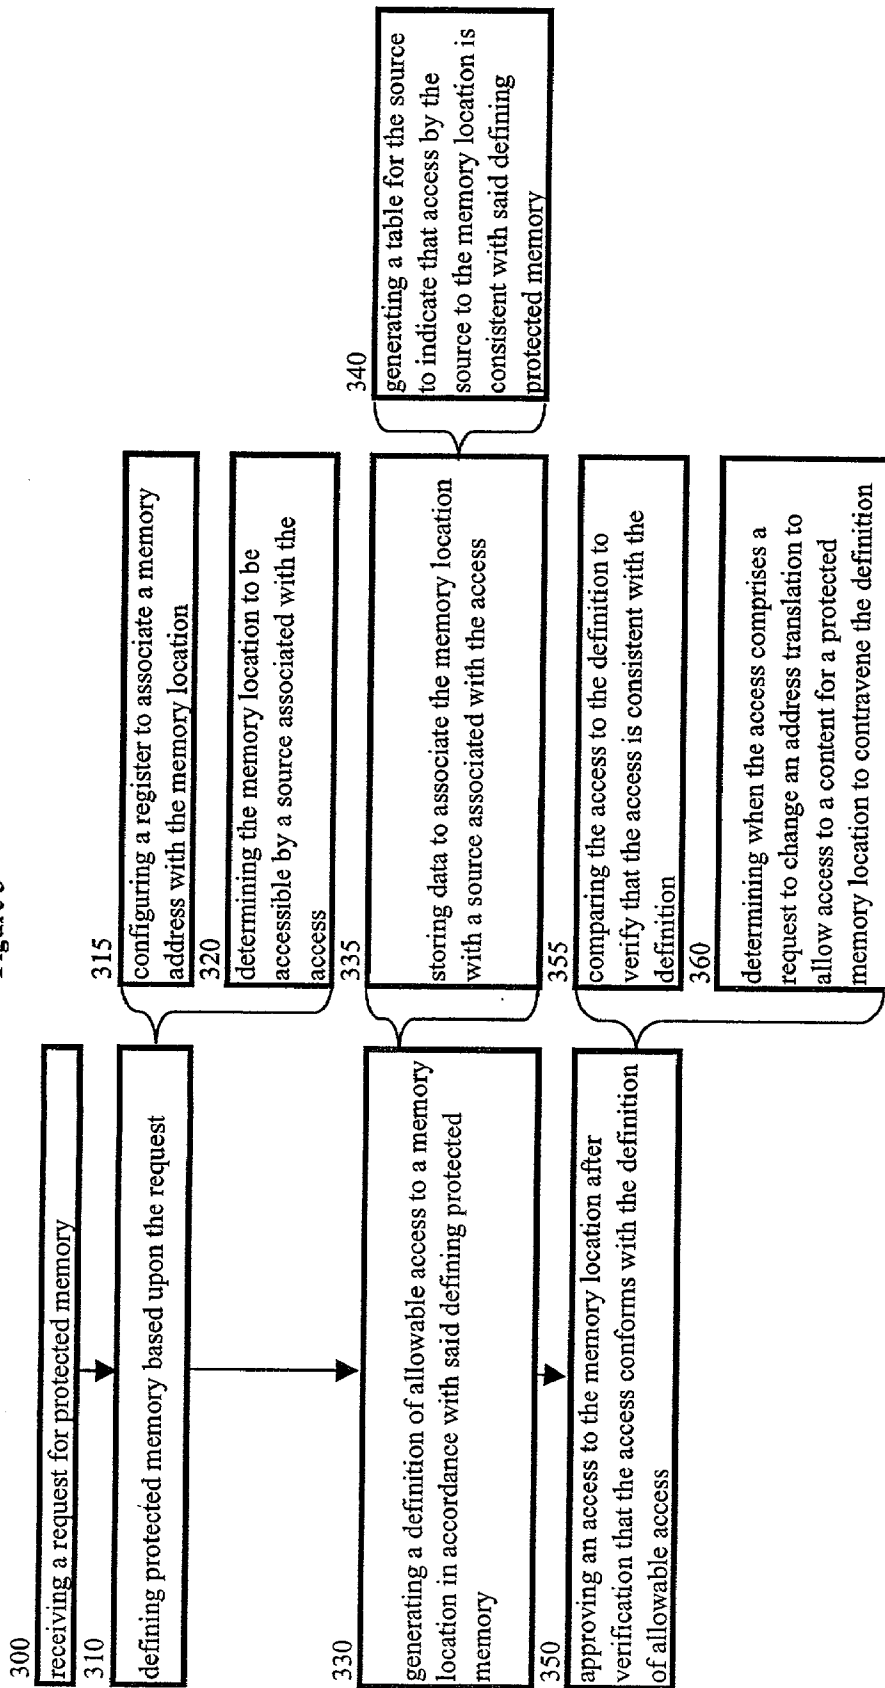 300
receiving a request for protected memory
310
defining protected memory based upon the request
315
configuring a register to associate a memory
address with the memory location
320
determining the memory location to be
accessible by a source associated with the
access
330
generating a definition of allowable access to a memory
location in accordance with said defining protected
memory
335
storing data to associate the memory location
with a source associated with the access
340
generating a table for the source
to indicate that access by the
source to the memory location is
consistent with said defining
protected memory
350
approving an access to the memory location after
verification that the access conforms with the definition
of allowable access
355
comparing the access to the definition to
verify that the access is consistent with the
definition
360
determining when the access comprises a
request to change an address translation to
allow access to a content for a protected
memory location to contravene the definition